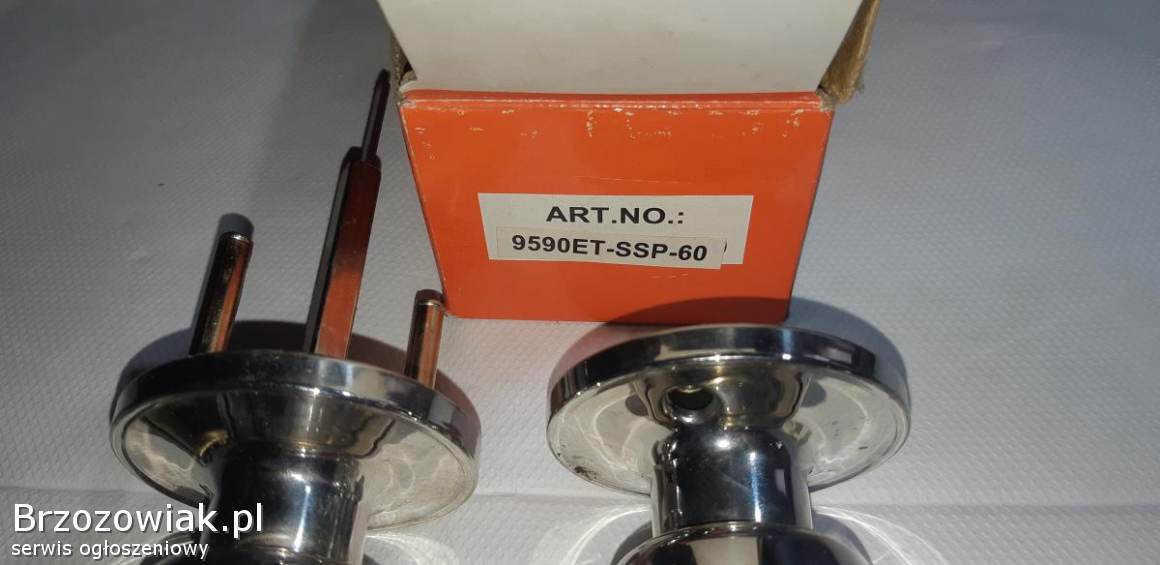 ART.NO.:
9590ET-SSP-60
Brzozowiak.pl
serwis ogłoszeniowy